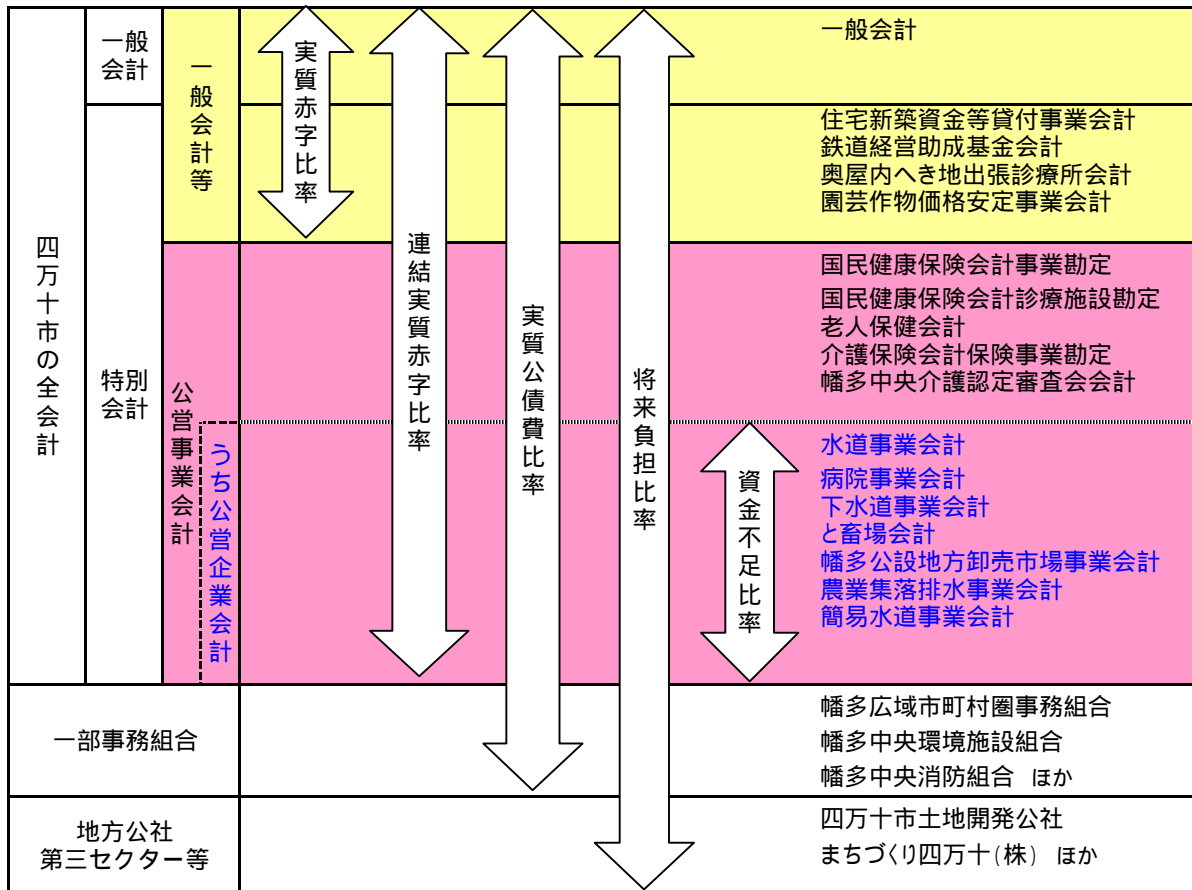 四万十市の全会計
一般
会計
特別
会計
一般会計等
公営事業会計
うち公営企業会計
実質赤字比率
連結実質赤字比率
実質公債費比率
将来負担比率
資金不足比率
一般会計
住宅新築資金等貸付事業会計
鉄道経営助成基金会計
奥屋内へき地出張診療所会計
園芸作物価格安定事業会計
国民健康保険会計事業勘定
国民健康保険会計診療施設勘定
老人保健会計
介護保険会計保険事業勘定
幡多中央介護認定審査会会計
水道事業会計
病院事業会計
下水道事業会計
と畜場会計
幡多公設地方卸売市場事業会計
農業集落排水事業会計
簡易水道事業会計
一部事務組合
幡多広域市町村圏事務組合
幡多中央環境施設組合
幡多中央消防組合 ほか
地方公社
第三セクター等
四万十市土地開発公社
まちづくり四万十(株) ほか